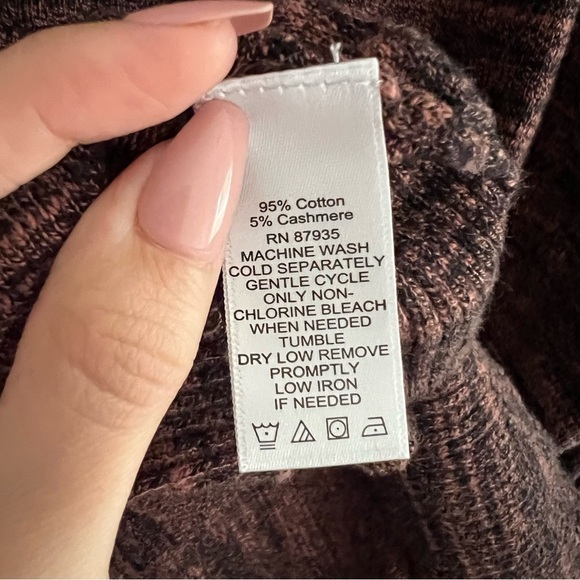 95% Cotton
5% Cashmere
RN 87935
MACHINE WASH
COLD SEPARATELY
GENTLE CYCLE
ONLY NON-
CHLORINE BLEACH
WHEN NEEDED
TUMBLE
DRY LOW REMOVE
PROMPTLY
LOW IRON
IF NEEDED